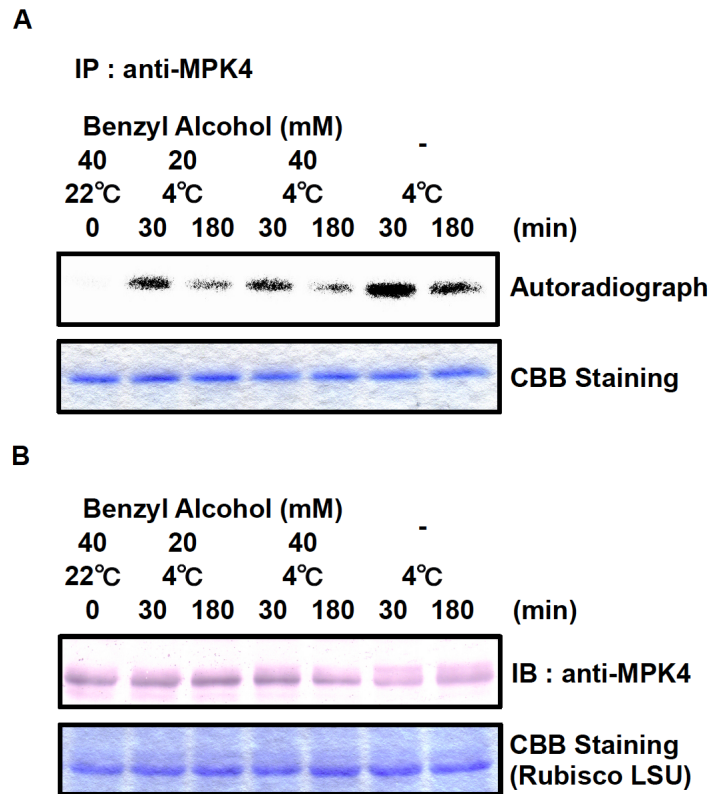 A
IP : anti-MPK4
Benzyl Alcohol (mM)
40 20 40 -
22℃ 4℃ 4℃ 4℃
0 30 180 30 180 30 180 (min)
Autoradiograph
CBB Staining
B
Benzyl Alcohol (mM)
40 20 40 -
22℃ 4℃ 4℃ 4℃
0 30 180 30 180 30 180 (min)
IB : anti-MPK4
CBB Staining
(Rubisco LSU)